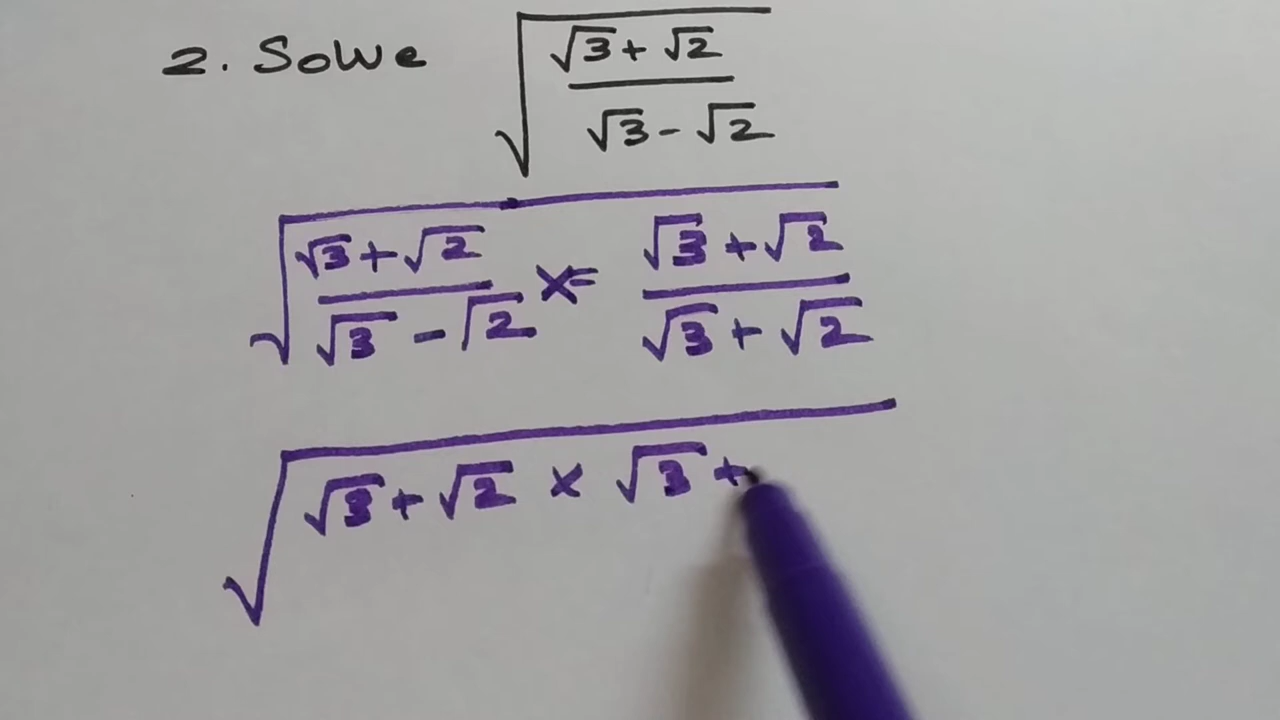 2. Solve √((√3+√2)/(√3-√2))
√((√3+√2)/(√3-√2) ×= (√3+√2)/(√3+√2))
√(√3+√2 × √3+